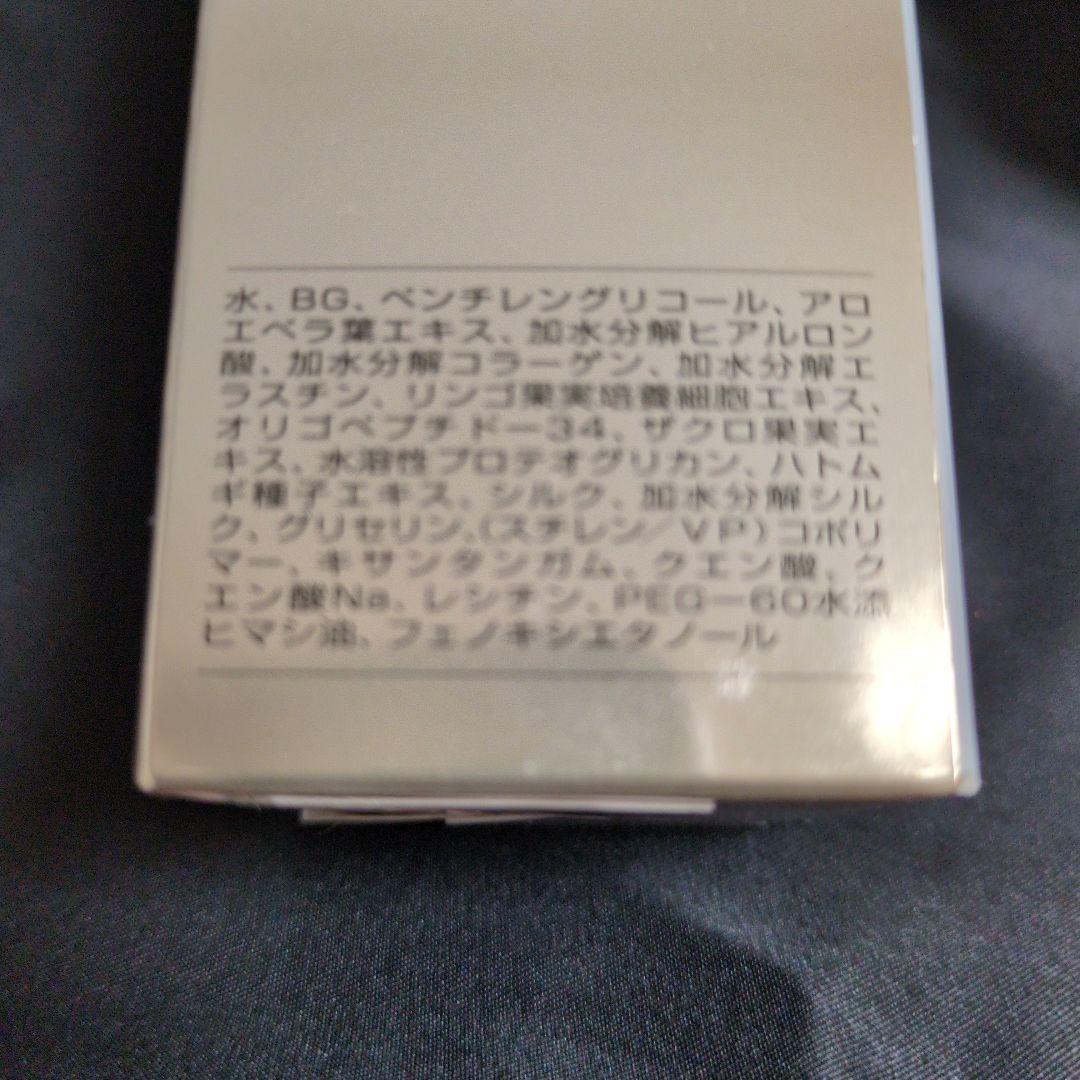 水、BG、ペンチレングリコール、アロ
エベラ葉エキス、加水分解ヒアルロン
酸、加水分解コラーゲン、加水分解エ
ラスチン、リンゴ果実培養細胞エキス、
オリゴペプチドー34、ザクロ果実エ
キス、水溶性プロテオグリカン、ハトム
ギ種子エキス、シルク、加水分解シル
ク、グリセリン、(スチレン/VP)コポリ
マー、キサンタンガム、クエン酸、ク
エン酸Na、レシチン、PEG－60水添
ヒマシ油、フェノキシエタノール